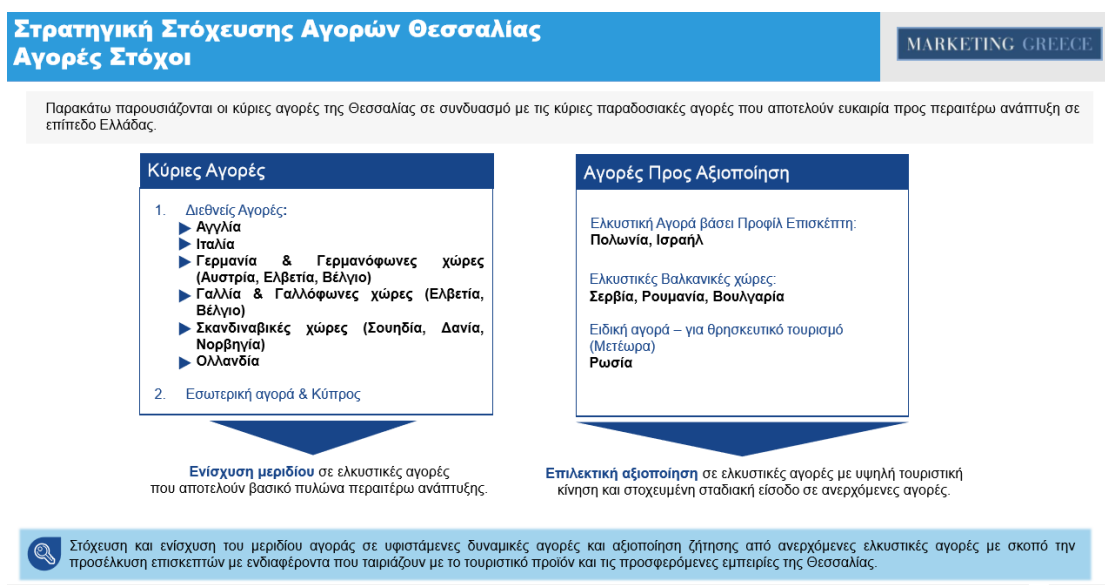 Στρατηγική Στόχευσης Αγορών Θεσσαλίας
Αγορές Στόχοι
MARKETING GREECE
Παρακάτω παρουσιάζονται οι κύριες αγορές της Θεσσαλίας σε συνδυασμό με τις κύριες παραδοσιακές αγορές που αποτελούν ευκαιρία προς περαιτέρω ανάπτυξη σε
επίπεδο Ελλάδας.
Κύριες Αγορές
1. Διεθνείς Αγορές:
Αγγλία
Ιταλία
Γερμανία & Γερμανόφωνες χώρες
(Αυστρία, Ελβετία, Βέλγιο)
Γαλλία & Γαλλόφωνες χώρες (Ελβετία,
Βέλγιο)
Σκανδιναβικές χώρες (Σουηδία, Δανία,
Νορβηγία)
Ολλανδία
2. Εσωτερική αγορά & Κύπρος
Ενίσχυση μεριδίου σε ελκυστικές αγορές
που αποτελούν βασικό πυλώνα περαιτέρω ανάπτυξης.
Αγορές Προς Αξιοποίηση
Ελκυστική Αγορά βάσει Προφίλ Επισκέπτη:
Πολωνία, Ισραήλ
Ελκυστικές Βαλκανικές χώρες:
Σερβία, Ρουμανία, Βουλγαρία
Ειδική αγορά – για θρησκευτικό τουρισμό
(Μετέωρα)
Ρωσία
Επιλεκτική αξιοποίηση σε ελκυστικές αγορές με υψηλή τουριστική
κίνηση και στοχευμένη σταδιακή είσοδο σε ανερχόμενες αγορές.
Στόχευση και ενίσχυση του μεριδίου αγοράς σε υφιστάμενες δυναμικές αγορές και αξιοποίηση ζήτησης από ανερχόμενες ελκυστικές αγορές με σκοπό την
προσέλκυση επισκεπτών με ενδιαφέροντα που ταιριάζουν με το τουριστικό προϊόν και τις προσφερόμενες εμπειρίες της Θεσσαλίας.